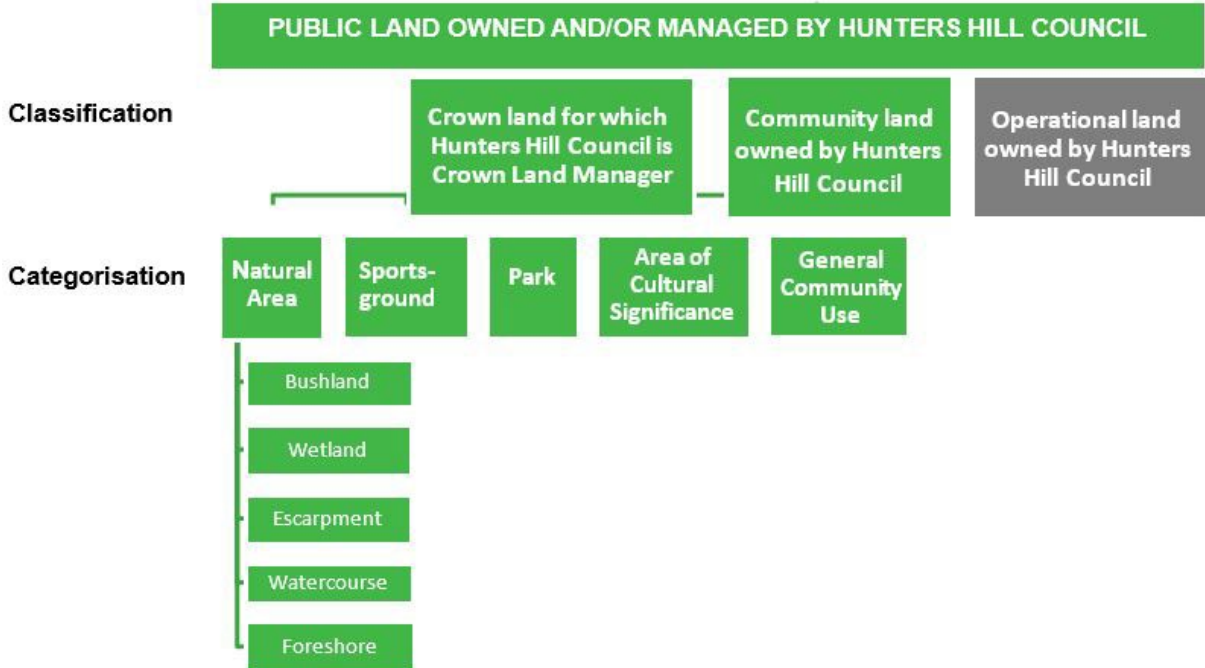 PUBLIC LAND OWNED AND/OR MANAGED BY HUNTERS HILL COUNCIL
Classification
Crown land for which
Hunters Hill Council is
Crown Land Manager
Community land
owned by Hunters
Hill Council
Operational land
owned by Hunters
Hill Council
Categorisation
Natural
Area
Sports-
ground
Park
Area of
Cultural
Significance
General
Community
Use
Bushland
Wetland
Escarpment
Watercourse
Foreshore